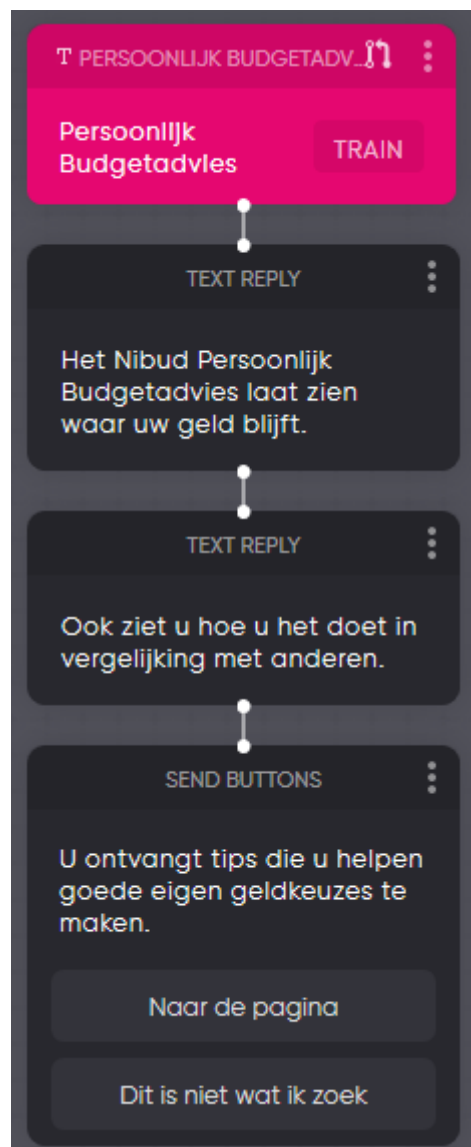 T PERSOONLIJK BUDGETADV...
Persoonlijk
Budgetadvies
TRAIN
TEXT REPLY
Het Nibud Persoonlijk
Budgetadvies laat zien
waar uw geld blijft.
TEXT REPLY
Ook ziet u hoe u het doet in
vergelijking met anderen.
SEND BUTTONS
U ontvangt tips die u helpen
goede eigen geldkeuzes te
maken.
Naar de pagina
Dit is niet wat ik zoek